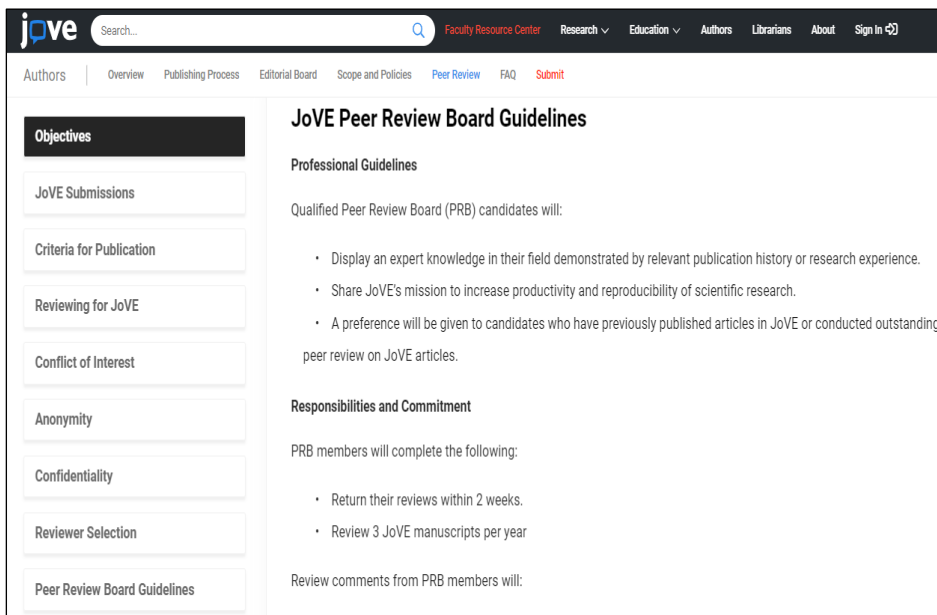 jove
Search...
Faculty Resource Center
Research
Education
Authors
Librarians
About
Sign In
Authors
Overview
Publishing Process
Editorial Board
Scope and Policies
Peer Review
FAQ
Submit
Objectives
JoVE Submissions
Criteria for Publication
Reviewing for JoVE
Conflict of Interest
Anonymity
Confidentiality
Reviewer Selection
Peer Review Board Guidelines
JoVE Peer Review Board Guidelines
Professional Guidelines
Qualified Peer Review Board (PRB) candidates will:
• Display an expert knowledge in their field demonstrated by relevant publication history or research experience.
• Share JoVE's mission to increase productivity and reproducibility of scientific research.
• A preference will be given to candidates who have previously published articles in JoVE or conducted outstanding
peer review on JoVE articles.
Responsibilities and Commitment
PRB members will complete the following:
• Return their reviews within 2 weeks.
• Review 3 JoVE manuscripts per year
Review comments from PRB members will: